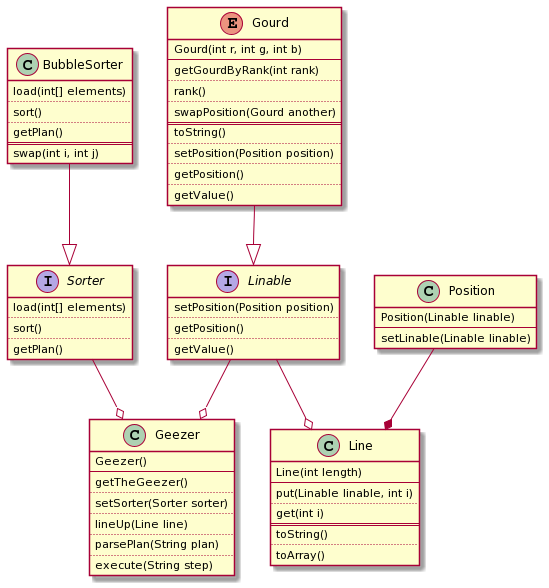 E Gourd
Gourd(int r, int g, int b)
getGourdByRank(int rank)
rank()
swapPosition(Gourd another)
toString()
setPosition(Position position)
getPosition()
getValue()
C BubbleSorter
load(int[] elements)
sort()
getPlan()
swap(int i, int j)
I Sorter
load(int[] elements)
sort()
getPlan()
I Linable
setPosition(Position position)
getPosition()
getValue()
C Position
Position(Linable linable)
setLinable(Linable linable)
C Geezer
Geezer()
getTheGeezer()
setSorter(Sorter sorter)
lineUp(Line line)
parsePlan(String plan)
execute(String step)
C Line
Line(int length)
put(Linable linable, int i)
get(int i)
toString()
toArray()